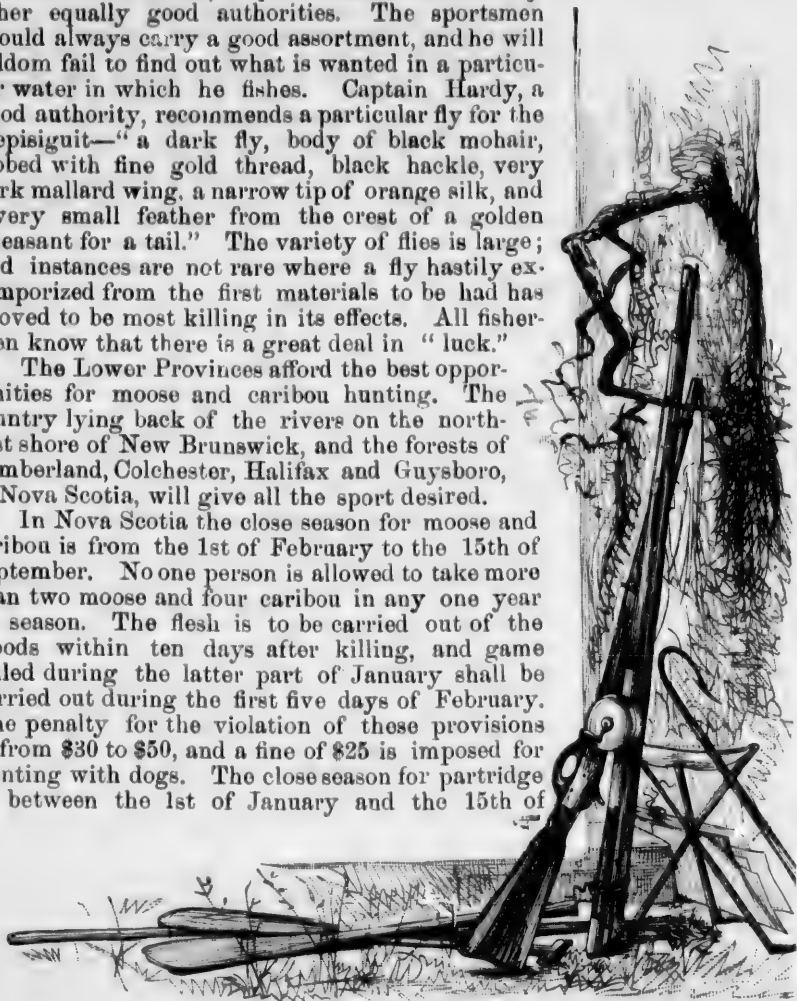 her equally good authorities. The sportsmen
ould always carry a good assortment, and he will
ldom fail to find out what is wanted in a particu-
r water in which he fishes. Captain Hardy, a
od authority, recommends a particular fly for the
episiguit—“a dark fly, body of black mohair,
bbed with fine gold thread, black hackle, very
rk mallard wing, a narrow tip of orange silk, and
very small feather from the crest of a golden
easant for a tail.” The variety of flies is large;
d instances are not rare where a fly hastily ex-
mporized from the first materials to be had has
oved to be most killing in its effects. All fisher-
en know that there is a great deal in “luck.”
The Lower Provinces afford the best oppor-
nities for moose and caribou hunting. The
untry lying back of the rivers on the north-
st shore of New Brunswick, and the forests of
mberland, Colchester, Halifax and Guysboro,
Nova Scotia, will give all the sport desired.
In Nova Scotia the close season for moose and
ribou is from the 1st of February to the 15th of
ptember. No one person is allowed to take more
an two moose and four caribou in any one year
season. The flesh is to be carried out of the
oods within ten days after killing, and game
lled during the latter part of January shall be
rried out during the first five days of February.
he penalty for the violation of these provisions
from $30 to $50, and a fine of $25 is imposed for
nting with dogs. The close season for partridge
between the 1st of January and the 15th of